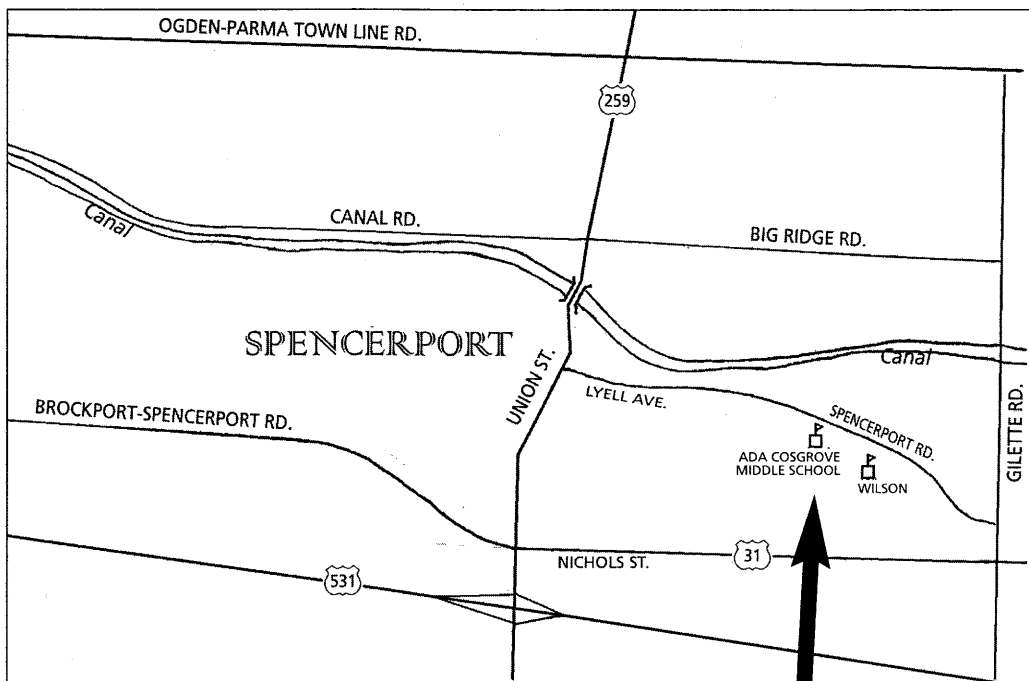 OGDEN-PARMA TOWN LINE RD.
259
Canal
CANAL RD.
BIG RIDGE RD.
SPENCERPORT
UNION ST.
Canal
LYELL AVE.
BROCKPORT-SPENCERPORT RD.
SPENCERPORT RD.
GILETTE RD.
ADA COSGROVE
MIDDLE SCHOOL
WILSON
NICHOLS ST.
31
531